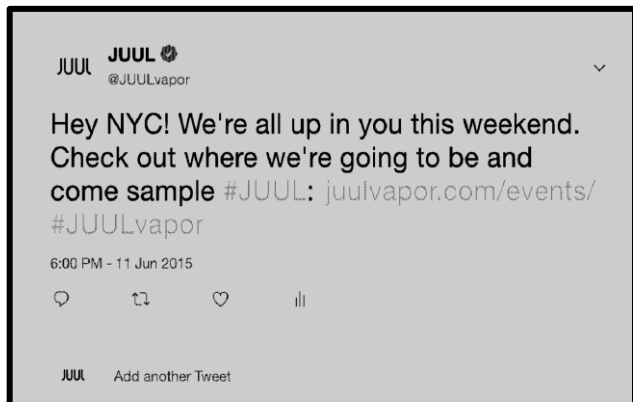 JUUL JUUL
@JUULvapor
Hey NYC! We're all up in you this weekend.
Check out where we're going to be and
come sample #JUUL: juulvapor.com/events/
#JUULvapor
6:00 PM - 11 Jun 2015
JUUL Add another Tweet